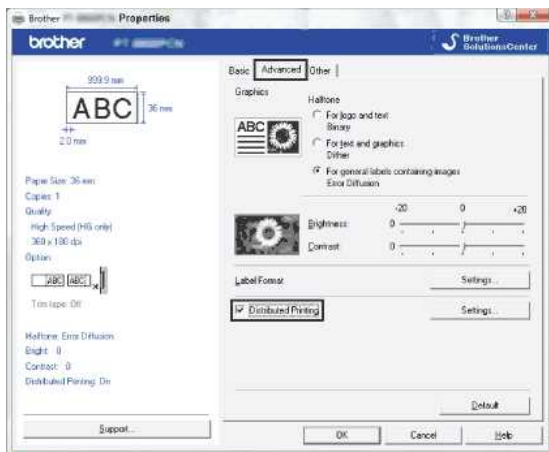 Brother Properties
brother
Brother
SolutionsCenter
999.9 mm
ABC
36 mm
2.0 mm
Paper Size: 36 mm
Copies: 1
Quality:
High Speed (HG only)
360 x 180 dpi
Option:
ABC ABC
Trim tape: Off
Halftone: Error Diffusion
Bright: 0
Contrast: 0
Distributed Printing: On
Support...
Basic Advanced Other
Graphics
ABC
Halftone
For logo and text
Binary
For text and graphics
Dither
For general labels containing images
Error Diffusion
-20 0 +20
Brightness: 0
Contrast: 0
Label Format Settings...
Distributed Printing Settings...
Default
OK Cancel Help